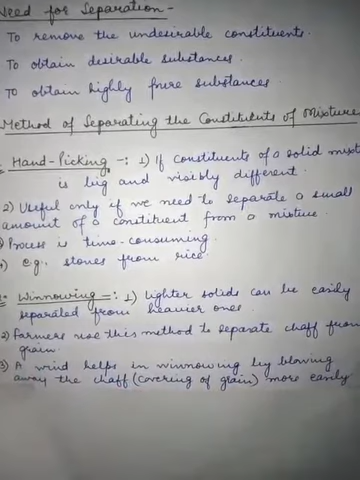 Need for Separation -
To remove the undesirable constituents.
To obtain desirable substances.
To obtain highly pure substances
Method of Separating the Constituents of Mixture
Hand-Picking -: 1) If constituents of a solid mixt
is big and visibly different.
2) Useful only if we need to separate a small
amount of a constituent from a mixture.
Process is time-consuming.
e.g. stones from rice.
Winnowing -: 1) lighter solids can be easily
separated from heavier ones.
2) Farmers use this method to separate chaff from
grain.
3) A wind helps in winnowing by blowing
away the chaff (covering of grain) more easily